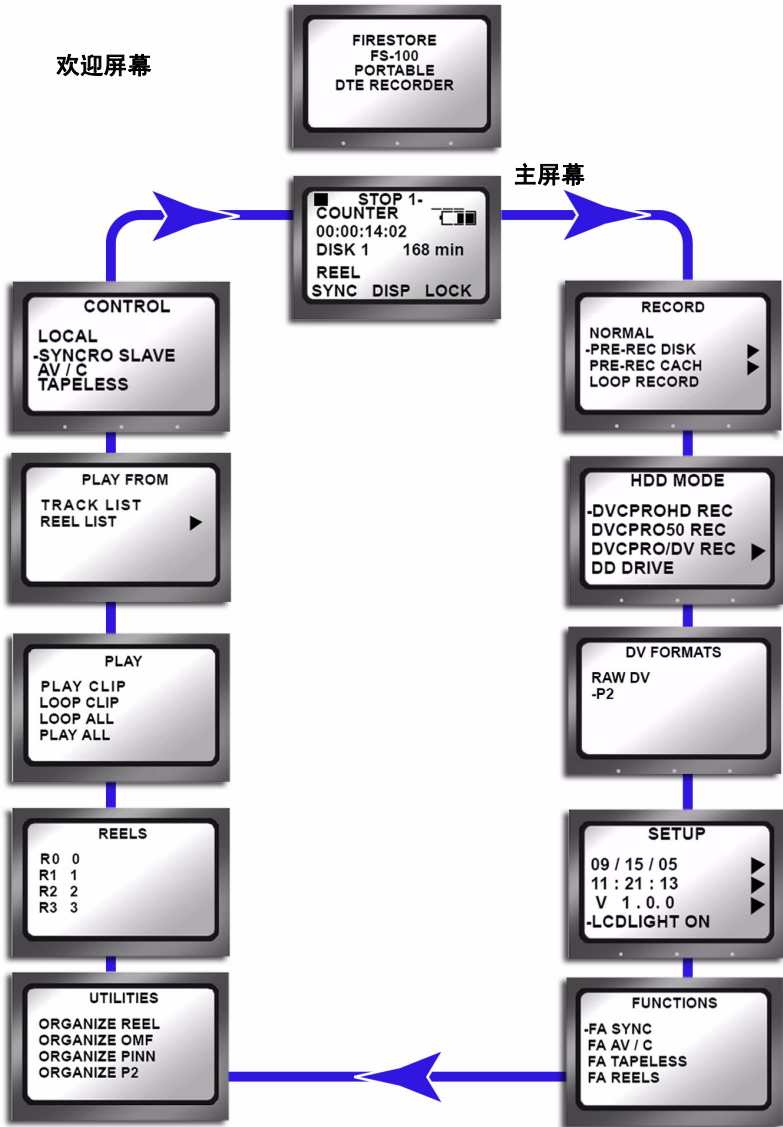 欢迎屏幕
FIRESTORE
FS-100
PORTABLE
DTE RECORDER
主屏幕
STOP 1-
COUNTER
00:00:14:02
DISK 1 168 min
REEL
SYNC DISP LOCK
RECORD
NORMAL
-PRE-REC DISK
PRE-REC CACH
LOOP RECORD
HDD MODE
-DVCPROHD REC
DVCPRO50 REC
DVCPRO/DV REC
DD DRIVE
DV FORMATS
RAW DV
-P2
SETUP
09 / 15 / 05
11 : 21 : 13
V 1 . 0. 0
-LCDLIGHT ON
FUNCTIONS
-FA SYNC
FA AV / C
FA TAPELESS
FA REELS
UTILITIES
ORGANIZE REEL
ORGANIZE OMF
ORGANIZE PINN
ORGANIZE P2
REELS
R0 0
R1 1
R2 2
R3 3
PLAY
PLAY CLIP
LOOP CLIP
LOOP ALL
PLAY ALL
PLAY FROM
TRACK LIST
REEL LIST
CONTROL
LOCAL
-SYNCRO SLAVE
AV / C
TAPELESS